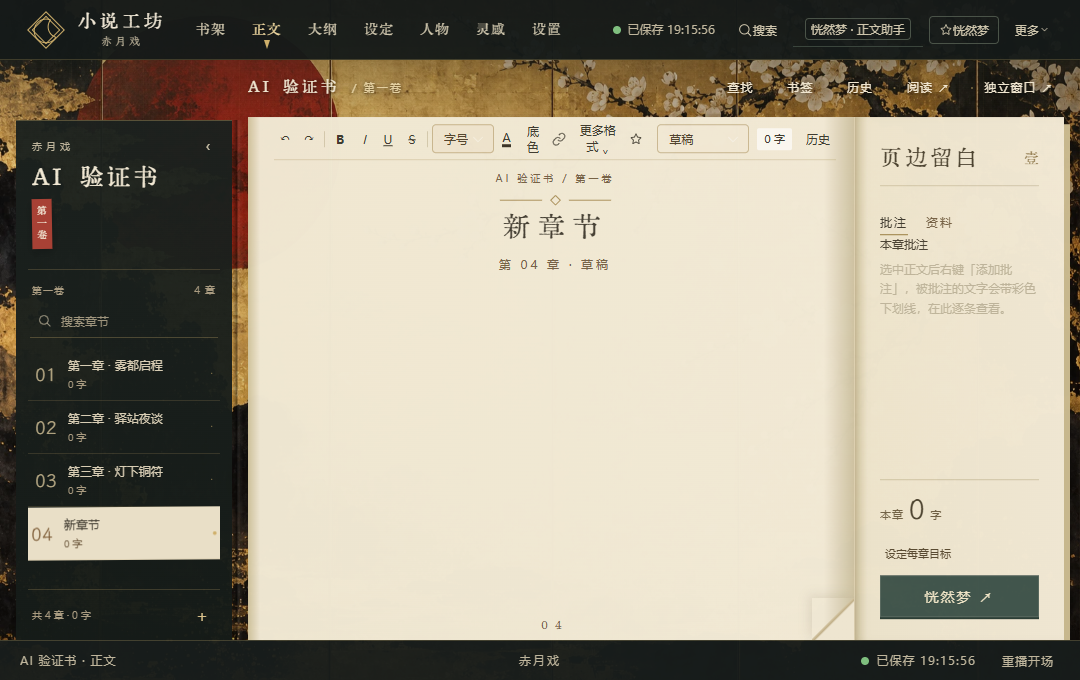 小说工坊
赤月戏
书架 正文 大纲 设定 人物 灵感 设置
已保存 19:15:56 搜索 恍然梦 · 正文助手 恍然梦 更多
AI 验证书 / 第一卷
查找 书签 历史 阅读 ↗ 独立窗口 ↗
赤月戏
AI 验证书
第一卷
第一卷 4 章
搜索章节
01 第一章 · 雾都启程
0 字
02 第二章 · 驿站夜谈
0 字
03 第三章 · 灯下铜符
0 字
04 新章节
0 字
共 4 章 · 0 字 +
B I U S 字号 A 底色 更多格式 草稿 0 字 历史
AI 验证书 / 第一卷
新章节
第 04 章 · 草稿
04
页边留白 壹
批注 资料
本章批注
选中正文后右键「添加批
注」，被批注的文字会带彩色
下划线，在此逐条查看。
本章 0 字
设定每章目标
恍然梦 ↗
AI 验证书 · 正文
赤月戏
已保存 19:15:56 重播开场